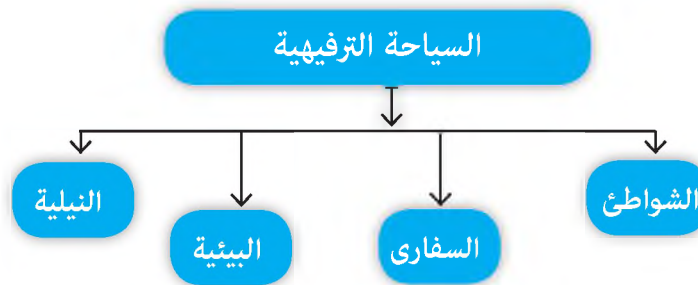 السياحة الترفيهية
الشواطئ
السفارى
البيئية
النيلية